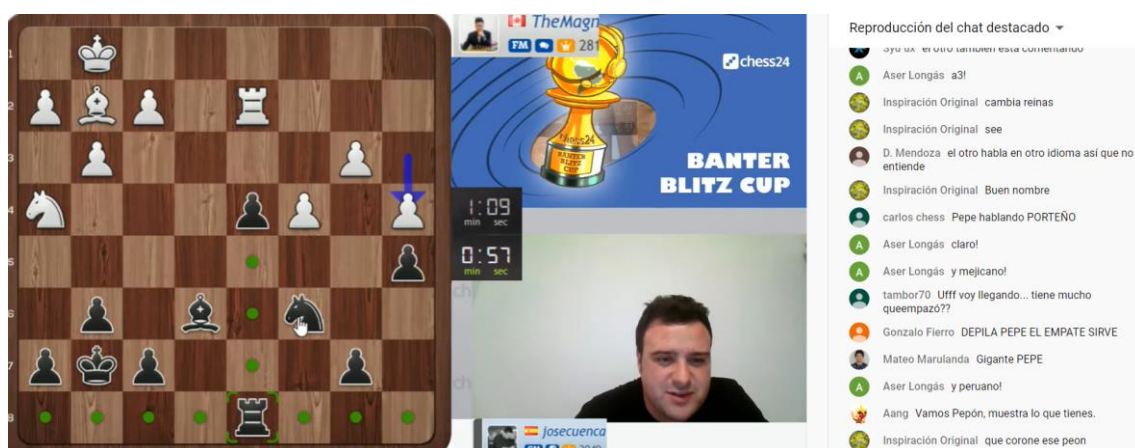 TheMagn
FM 281
chess24
Chess24
BANTER
BLITZ CUP
BANTER
BLITZ CUP
1:09
min sec
0:57
min sec
josecuenca
Reproducción del chat destacado
el otro también está comentando
Aser Longás a3!
Inspiración Original cambia reinas
Inspiración Original see
D. Mendoza el otro habla en otro idioma así que no
entiende
Inspiración Original Buen nombre
carlos chess Pepe hablando PORTEÑO
Aser Longás claro!
Aser Longás y mejicano!
tambor70 Ufff voy llegando... tiene mucho
queempazó??
Gonzalo Fierro DEPILA PEPE EL EMPATE SIRVE
Mateo Marulanda Gigante PEPE
Aser Longás y peruano!
Aang Vamos Pepón, muestra lo que tienes.
Inspiración Original que corone ese peon